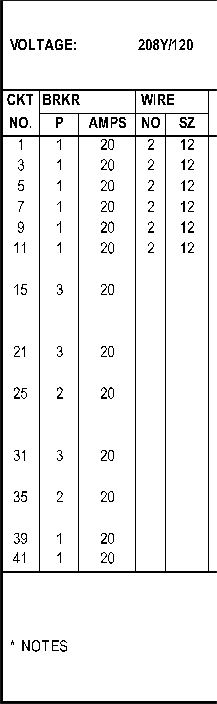 VOLTAGE: 208Y/120
CKT BRKR WIRE
NO. P AMPS NO SZ
1 1 20 2 12
3 1 20 2 12
5 1 20 2 12
7 1 20 2 12
9 1 20 2 12
11 1 20 2 12
15 3 20
21 3 20
25 2 20
31 3 20
35 2 20
39 1 20
41 1 20
* NOTES